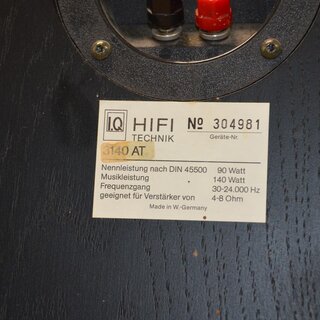 I.Q HIFI № 304981
TECHNIK Geräte-Nr.
3140 AT
Nennleistung nach DIN 45500 90 Watt
Musikleistung 140 Watt
Frequenzgang 30-24.000 Hz
geeignet für Verstärker von 4-8 Ohm
Made in W.-Germany